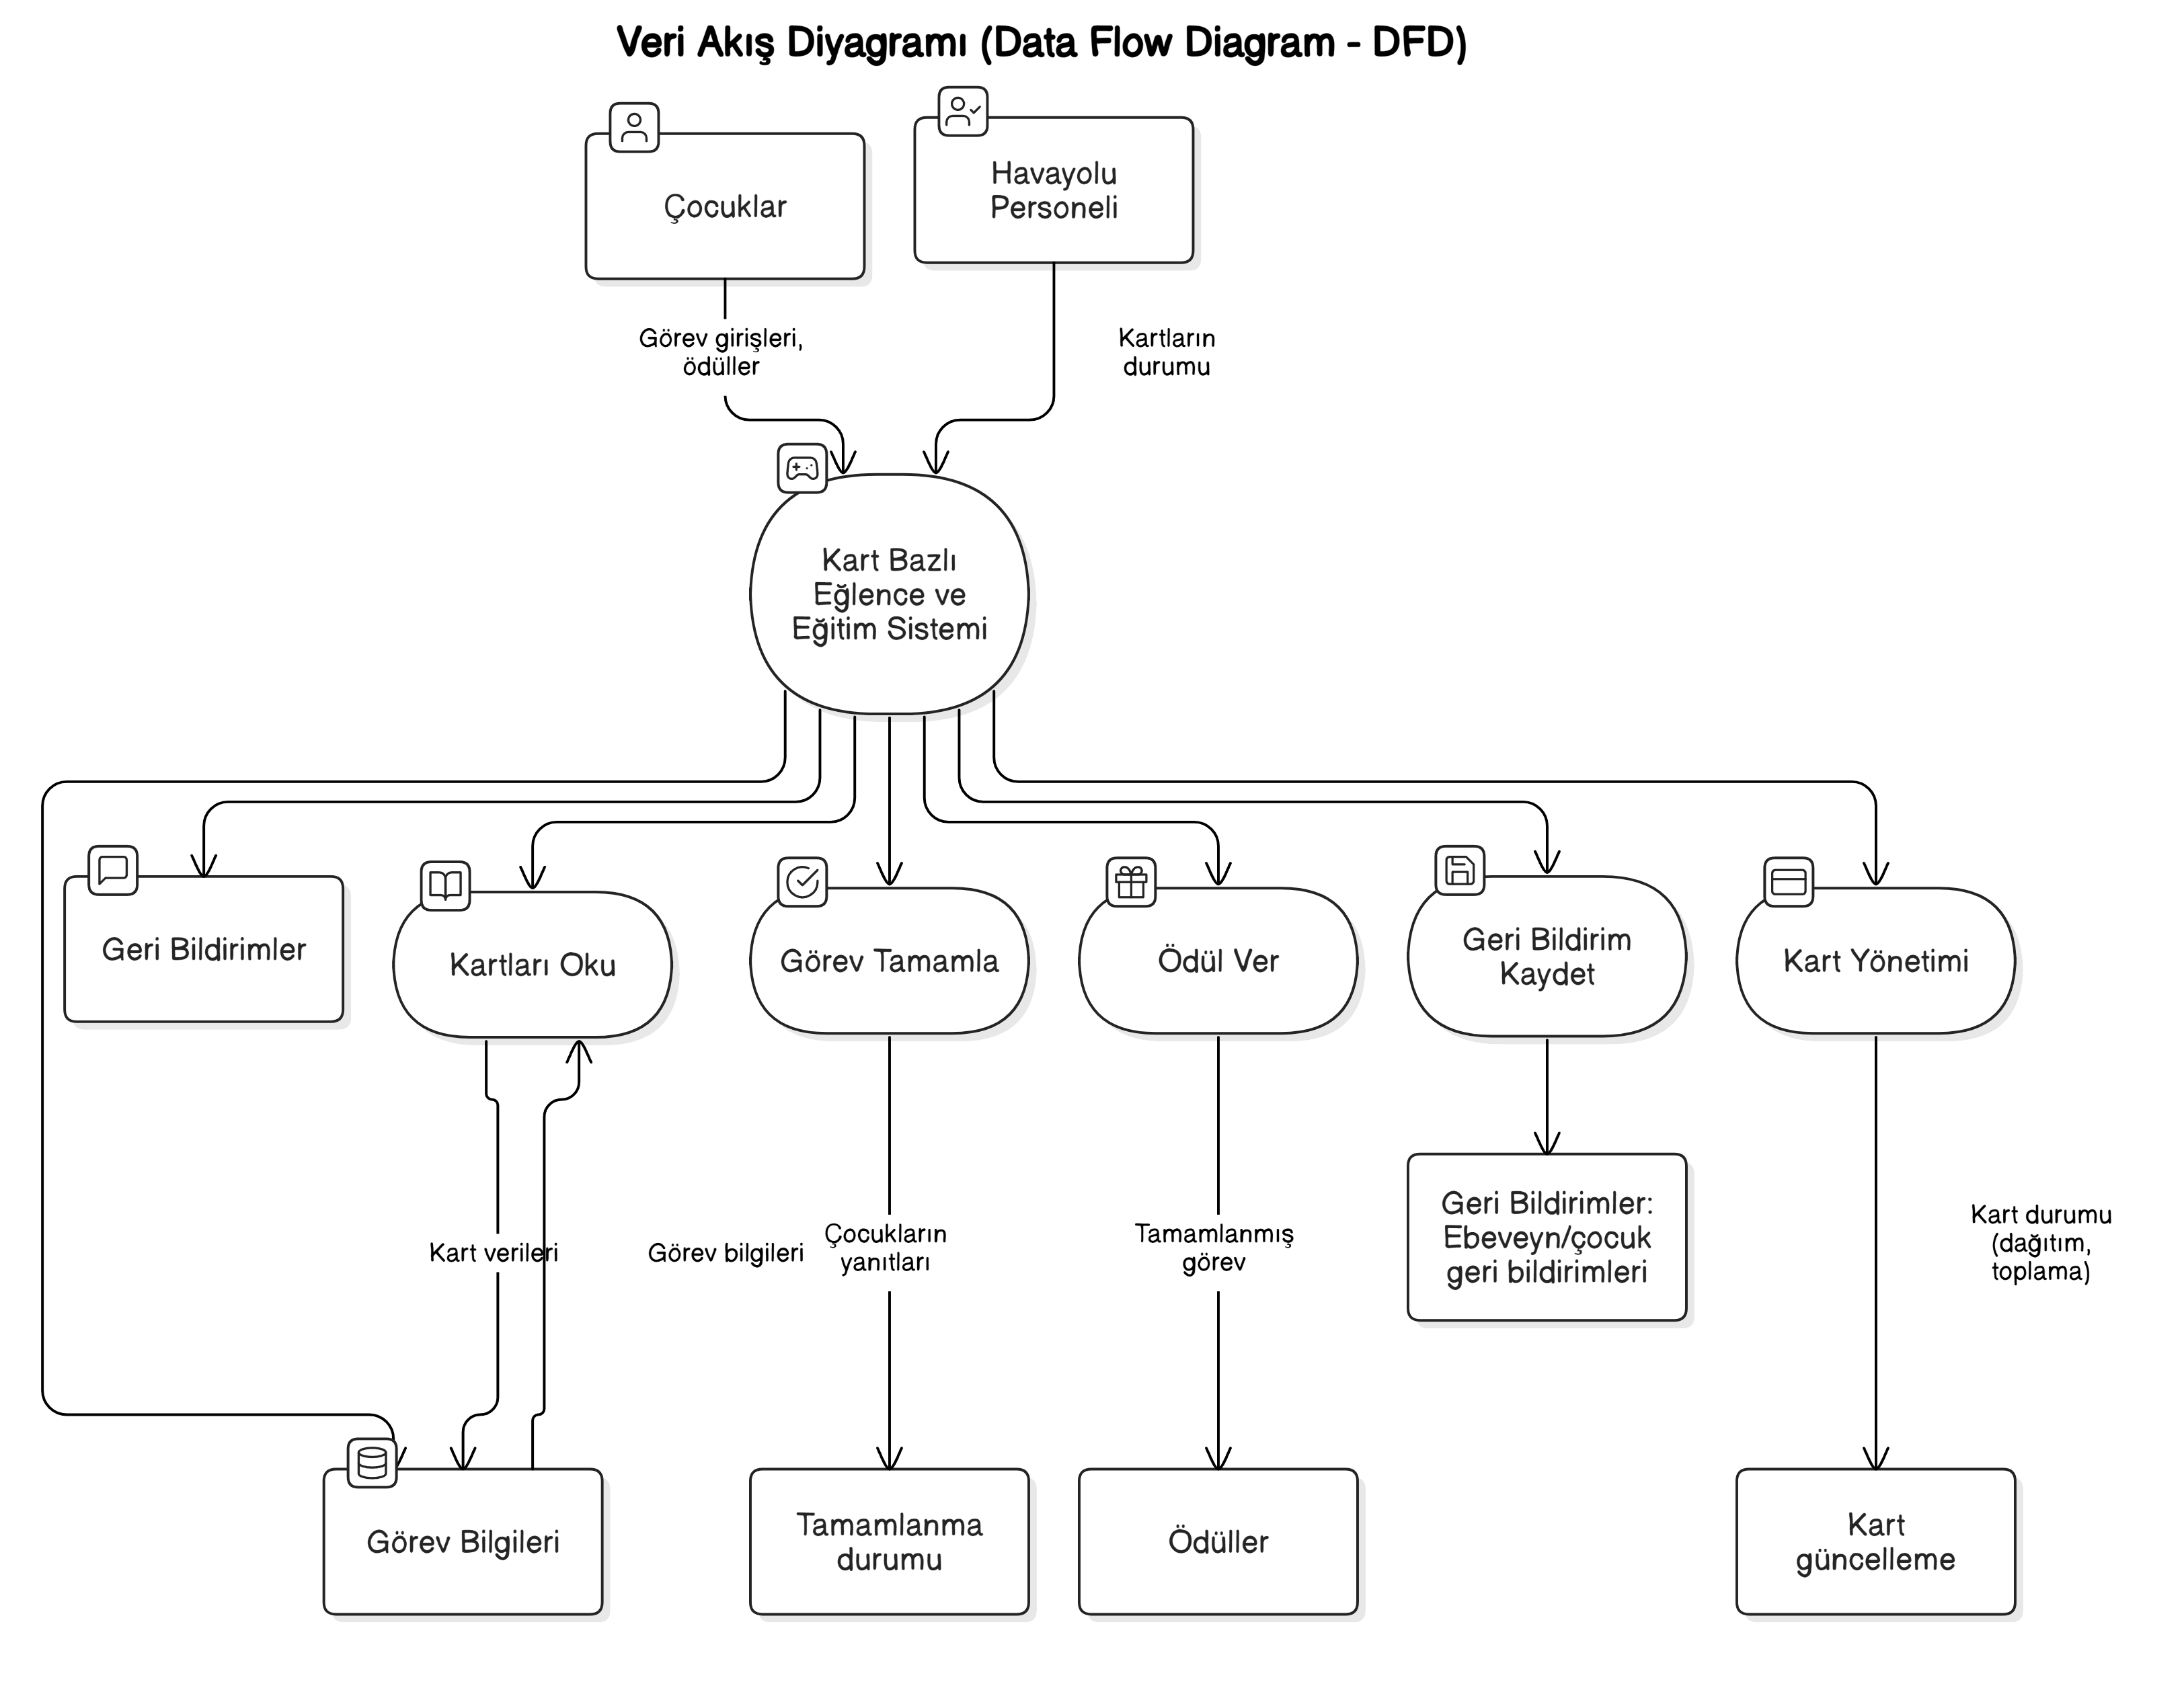 Veri Akış Diyagramı (Data Flow Diagram - DFD)
Çocuklar
Havayolu
Personeli
Görev girişleri,
ödüller
Kartların
durumu
Kart Bazlı
Eğlence ve
Eğitim Sistemi
Geri Bildirimler
Kartları Oku
Görev Tamamla
Ödül Ver
Geri Bildirim
Kaydet
Kart Yönetimi
Kart verileri
Görev bilgileri
Çocukların
yanıtları
Tamamlanmış
görev
Geri Bildirimler:
Ebeveyn/çocuk
geri bildirimleri
Kart durumu
(dağıtım,
toplama)
Görev Bilgileri
Tamamlanma
durumu
Ödüller
Kart
güncelleme